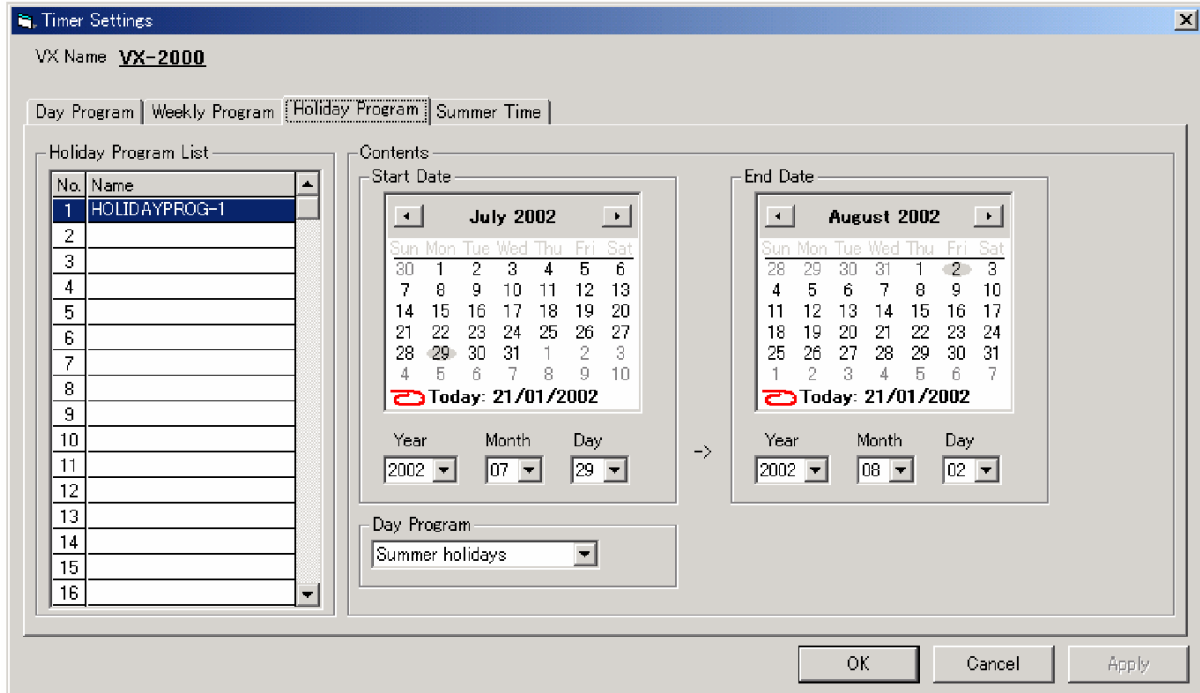 Timer Settings
VX Name VX-2000
Day Program Weekly Program Holiday Program Summer Time
Holiday Program List
No. Name
1 HOLIDAYPROG-1
2
3
4
5
6
7
8
9
10
11
12
13
14
15
16
Contents
Start Date
July 2002
Sun Mon Tue Wed Thu Fri Sat
30 1 2 3 4 5 6
7 8 9 10 11 12 13
14 15 16 17 18 19 20
21 22 23 24 25 26 27
28 29 30 31 1 2 3
4 5 6 7 8 9 10
Today: 21/01/2002
Year Month Day
2002 07 29
->
End Date
August 2002
Sun Mon Tue Wed Thu Fri Sat
28 29 30 31 1 2 3
4 5 6 7 8 9 10
11 12 13 14 15 16 17
18 19 20 21 22 23 24
25 26 27 28 29 30 31
1 2 3 4 5 6 7
Today: 21/01/2002
Year Month Day
2002 08 02
Day Program
Summer holidays
OK Cancel Apply